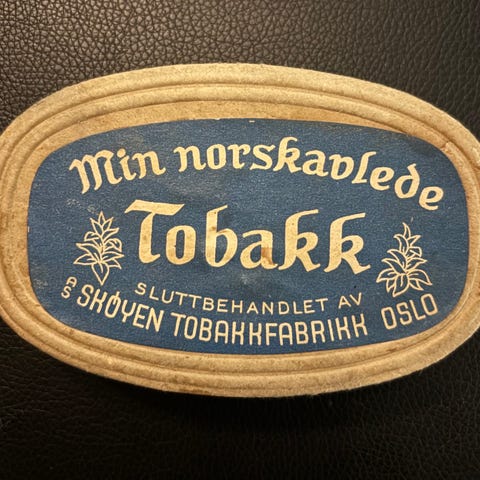 Min norskavlede
Tobakk
SLUTTBEHANDLET AV
A/S SKØYEN TOBAKKFABRIKK OSLO